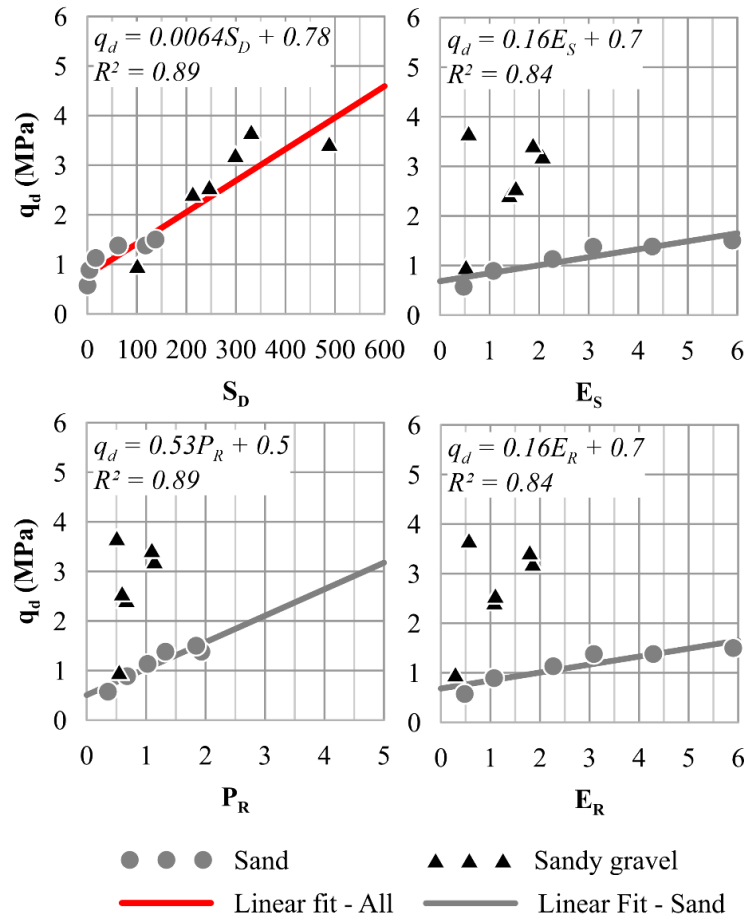 q_d = 0.0064S_D + 0.78
R² = 0.89
q_d (MPa)
6
5
4
3
2
1
0
0 100 200 300 400 500 600
S_D
q_d = 0.16E_S + 0.7
R² = 0.84
6
5
4
3
2
1
0
0 1 2 3 4 5 6
E_S
q_d = 0.53P_R + 0.5
R² = 0.89
q_d (MPa)
6
5
4
3
2
1
0
0 1 2 3 4 5
P_R
q_d = 0.16E_R + 0.7
R² = 0.84
6
5
4
3
2
1
0
0 1 2 3 4 5 6
E_R
Sand
Sandy gravel
Linear fit - All
Linear Fit - Sand